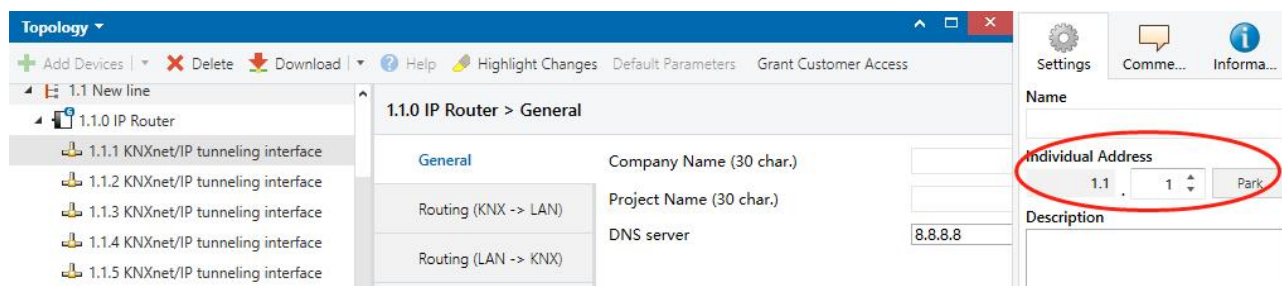 Topology
Add Devices Delete Download Help Highlight Changes Default Parameters Grant Customer Access
1.1 New line
6
1.1.0 IP Router
1.1.1 KNXnet/IP tunneling interface
1.1.2 KNXnet/IP tunneling interface
1.1.3 KNXnet/IP tunneling interface
1.1.4 KNXnet/IP tunneling interface
1.1.5 KNXnet/IP tunneling interface
1.1.0 IP Router > General
General
Routing (KNX -> LAN)
Routing (LAN -> KNX)
Company Name (30 char.)
Project Name (30 char.)
DNS server 8.8.8.8
Settings Comme... Informa...
Name
Individual Address
1.1 . 1 Park
Description